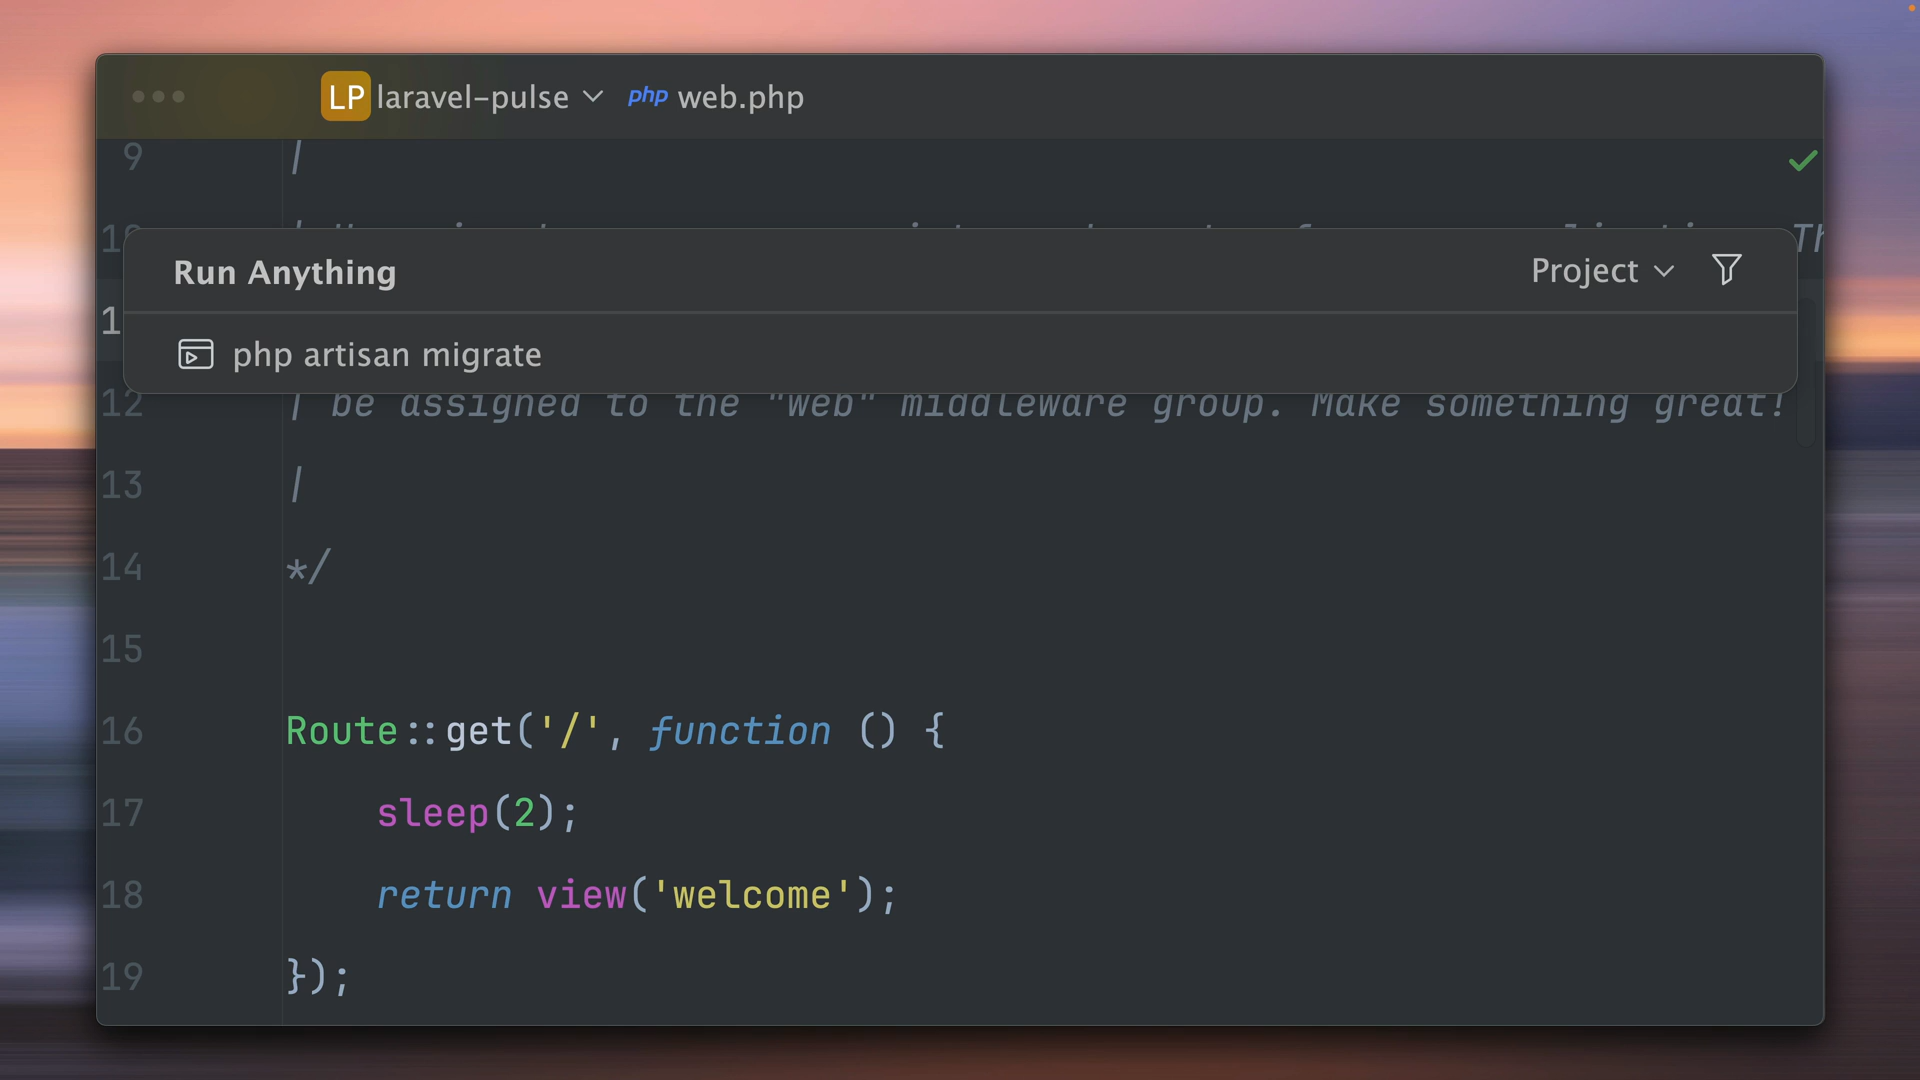 LP laravel-pulse php web.php
9 |
10
Run Anything Project
php artisan migrate
12 | be assigned to the "web" middleware group. Make something great!
13 |
14 */
15
16 Route::get('/', function () {
17 sleep(2);
18 return view('welcome');
19 });